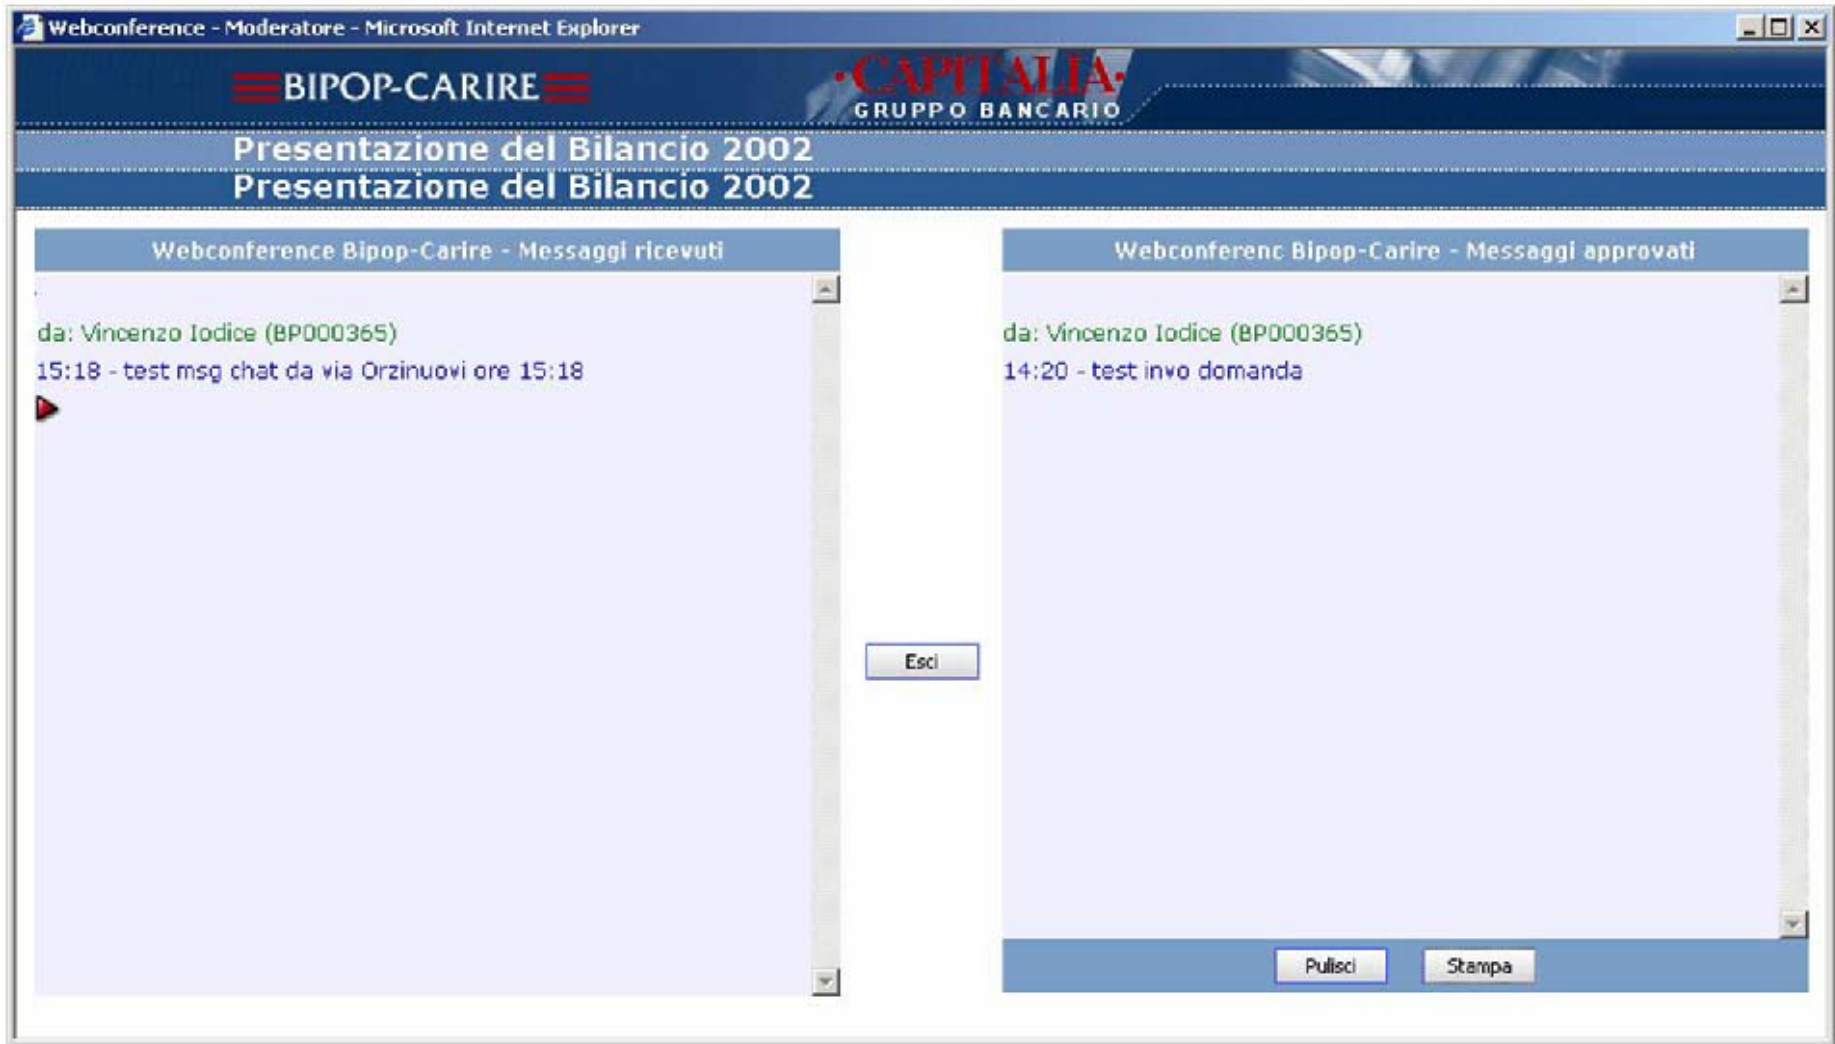 Webconference - Moderatore - Microsoft Internet Explorer
BIPOP-CARIRE
·CAPITALIA·
GRUPPO BANCARIO
Presentazione del Bilancio 2002
Presentazione del Bilancio 2002
Webconference Bipop-Carire - Messaggi ricevuti
da: Vincenzo Iodice (BP000365)
15:18 - test msg chat da via Orzinuovi ore 15:18
Esci
Webconferenc Bipop-Carire - Messaggi approvati
da: Vincenzo Iodice (BP000365)
14:20 - test invo domanda
Pulisci
Stampa